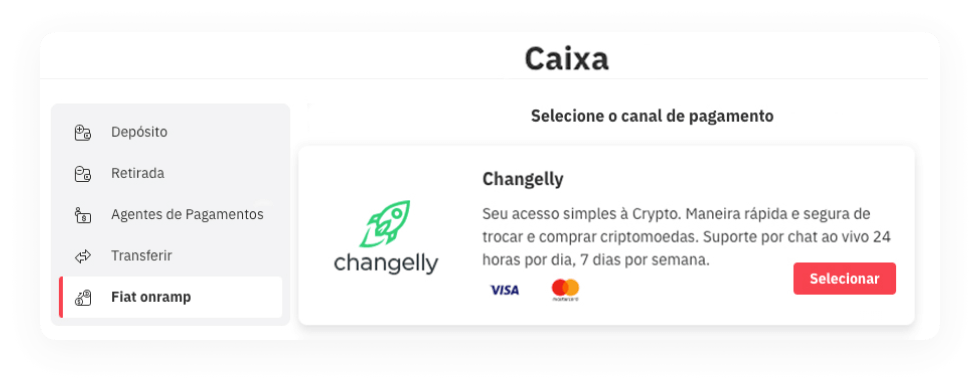 Caixa
Depósito
Retirada
Agentes de Pagamentos
Transferir
Fiat onramp
Selecione o canal de pagamento
changelly
Changelly
Seu acesso simples à Crypto. Maneira rápida e segura de
trocar e comprar criptomoedas. Suporte por chat ao vivo 24
horas por dia, 7 dias por semana.
VISA
mastercard
Selecionar